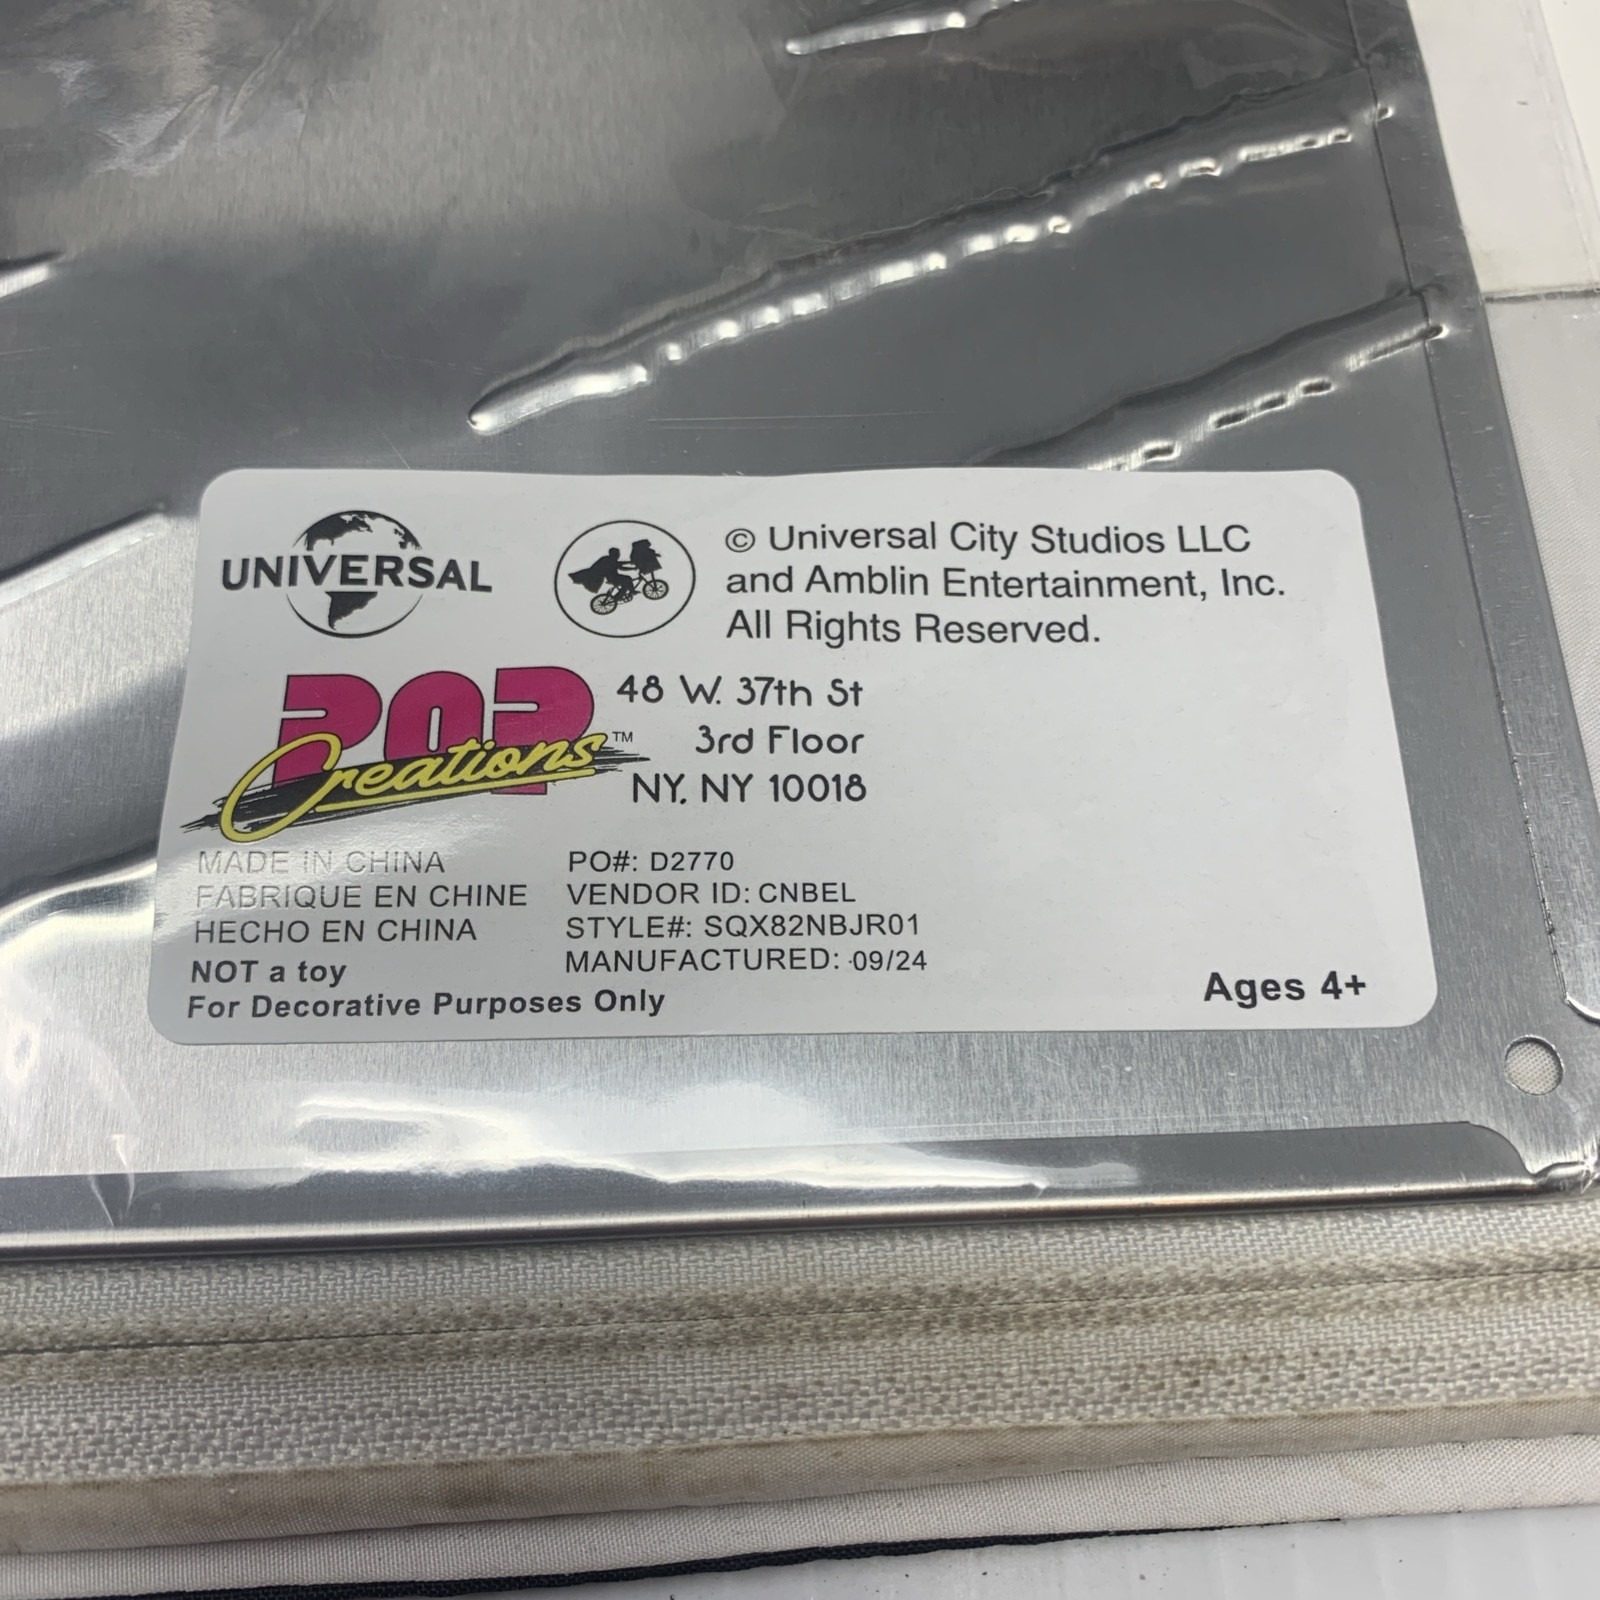 UNIVERSAL
© Universal City Studios LLC
and Amblin Entertainment, Inc.
All Rights Reserved.
POP
Creations™
48 W. 37th St
3rd Floor
NY, NY 10018
MADE IN CHINA
FABRIQUE EN CHINE
HECHO EN CHINA
NOT a toy
For Decorative Purposes Only
PO#: D2770
VENDOR ID: CNBEL
STYLE#: SQX82NBJR01
MANUFACTURED: 09/24
Ages 4+